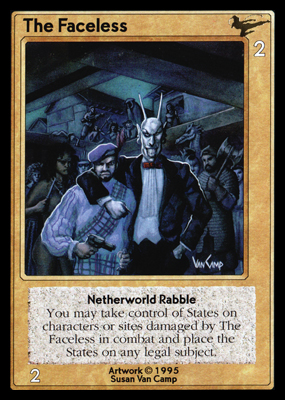 The Faceless
2
VAN CAMP
Netherworld Rabble
You may take control of States on
characters or sites damaged by The
Faceless in combat and place the
States on any legal subject.
Artwork © 1995
Susan Van Camp
2